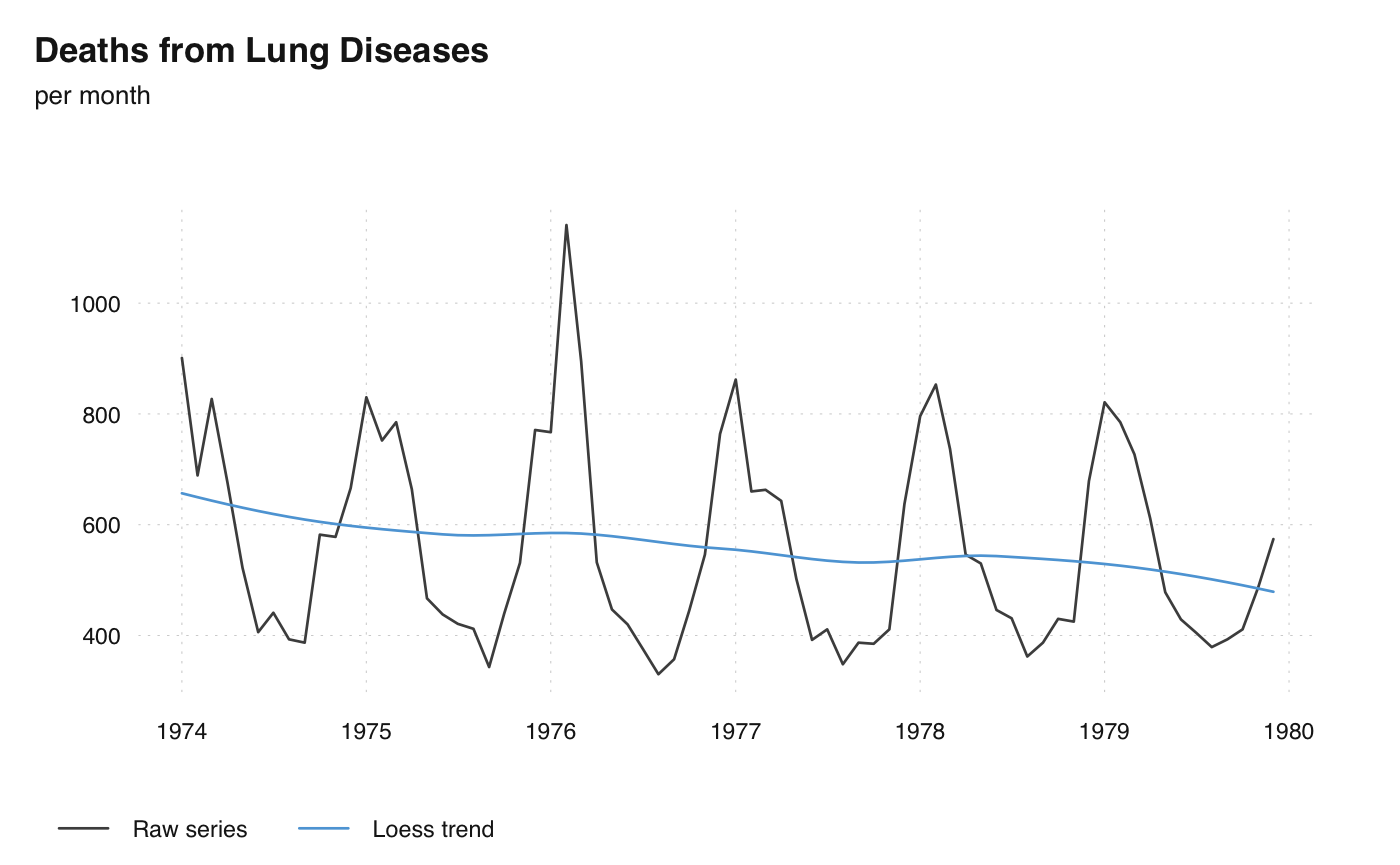 Deaths from Lung Diseases
per month
1000
800
600
400
1974 1975 1976 1977 1978 1979 1980
Raw series Loess trend